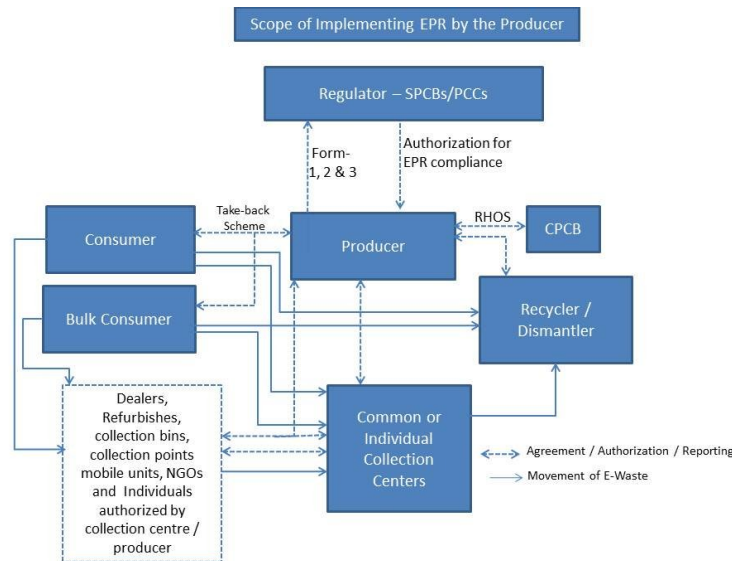 Scope of Implementing EPR by the Producer
Regulator – SPCBs/PCCs
Form-
1, 2 & 3
Authorization for
EPR compliance
Take-back
Scheme
RHOS
Consumer
Producer
CPCB
Bulk Consumer
Recycler /
Dismantler
Dealers,
Refurbishes,
collection bins,
collection points
mobile units, NGOs
and Individuals
authorized by
collection centre /
producer
Common or
Individual
Collection
Centers
Agreement / Authorization / Reporting
Movement of E-Waste